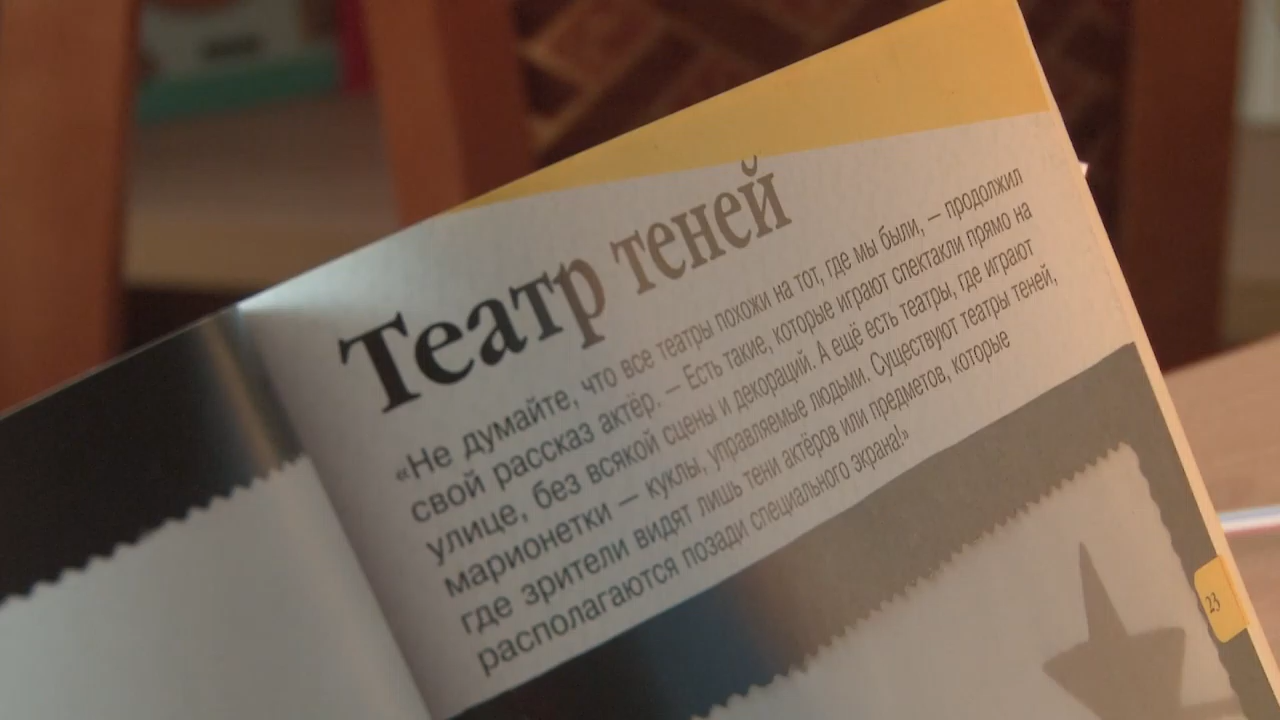 Театр теней
«Не думайте, что все театры похожи на тот, где мы были, — продолжил
свой рассказ актёр. — Есть такие, которые играют спектакли прямо на
улице, без всякой сцены и декораций. А ещё есть театры, где играют
марионетки — куклы, управляемые людьми. Существуют театры теней,
где зрители видят лишь тени актёров или предметов, которые
располагаются позади специального экрана!»
23